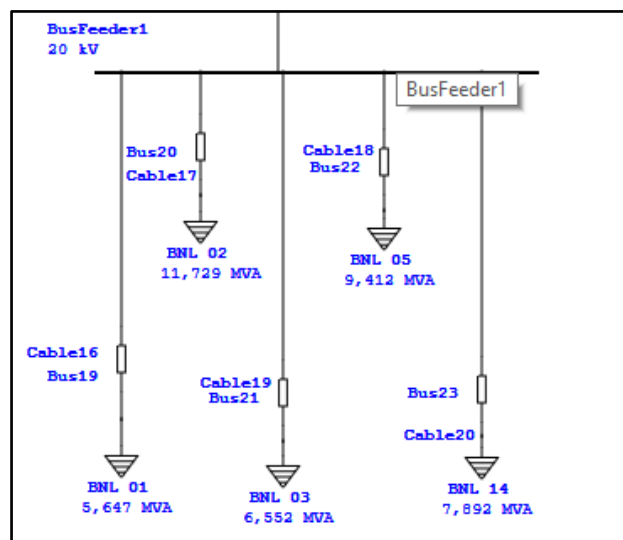 BusFeeder1
20 kV
BusFeeder1
Bus20
Cable17
Cable18
Bus22
BNL 02
11,729 MVA
BNL 05
9,412 MVA
Cable16
Bus19
Cable19
Bus21
Bus23
Cable20
BNL 01
5,647 MVA
BNL 03
6,552 MVA
BNL 14
7,892 MVA